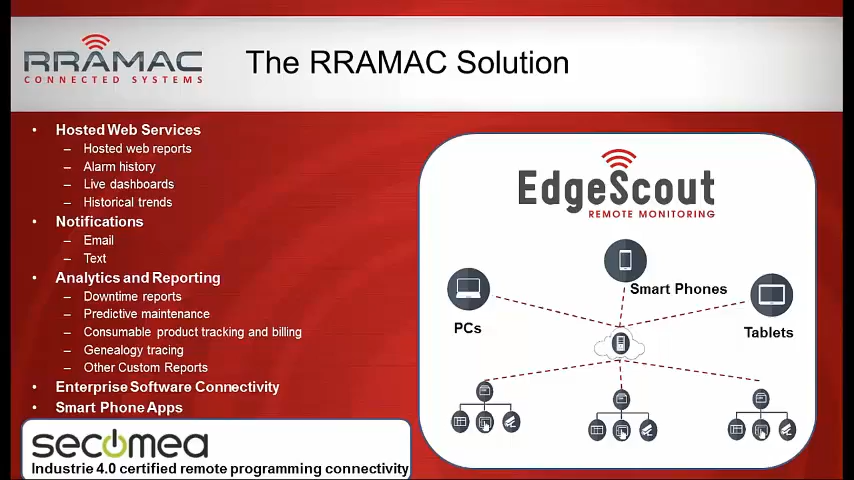 RRAMAC
CONNECTED SYSTEMS
The RRAMAC Solution
• Hosted Web Services
– Hosted web reports
– Alarm history
– Live dashboards
– Historical trends
• Notifications
– Email
– Text
• Analytics and Reporting
– Downtime reports
– Predictive maintenance
– Consumable product tracking and billing
– Genealogy tracing
– Other Custom Reports
• Enterprise Software Connectivity
• Smart Phone Apps
secomea
Industrie 4.0 certified remote programming connectivity
EdgeScout
REMOTE MONITORING
Smart Phones
PCs
Tablets